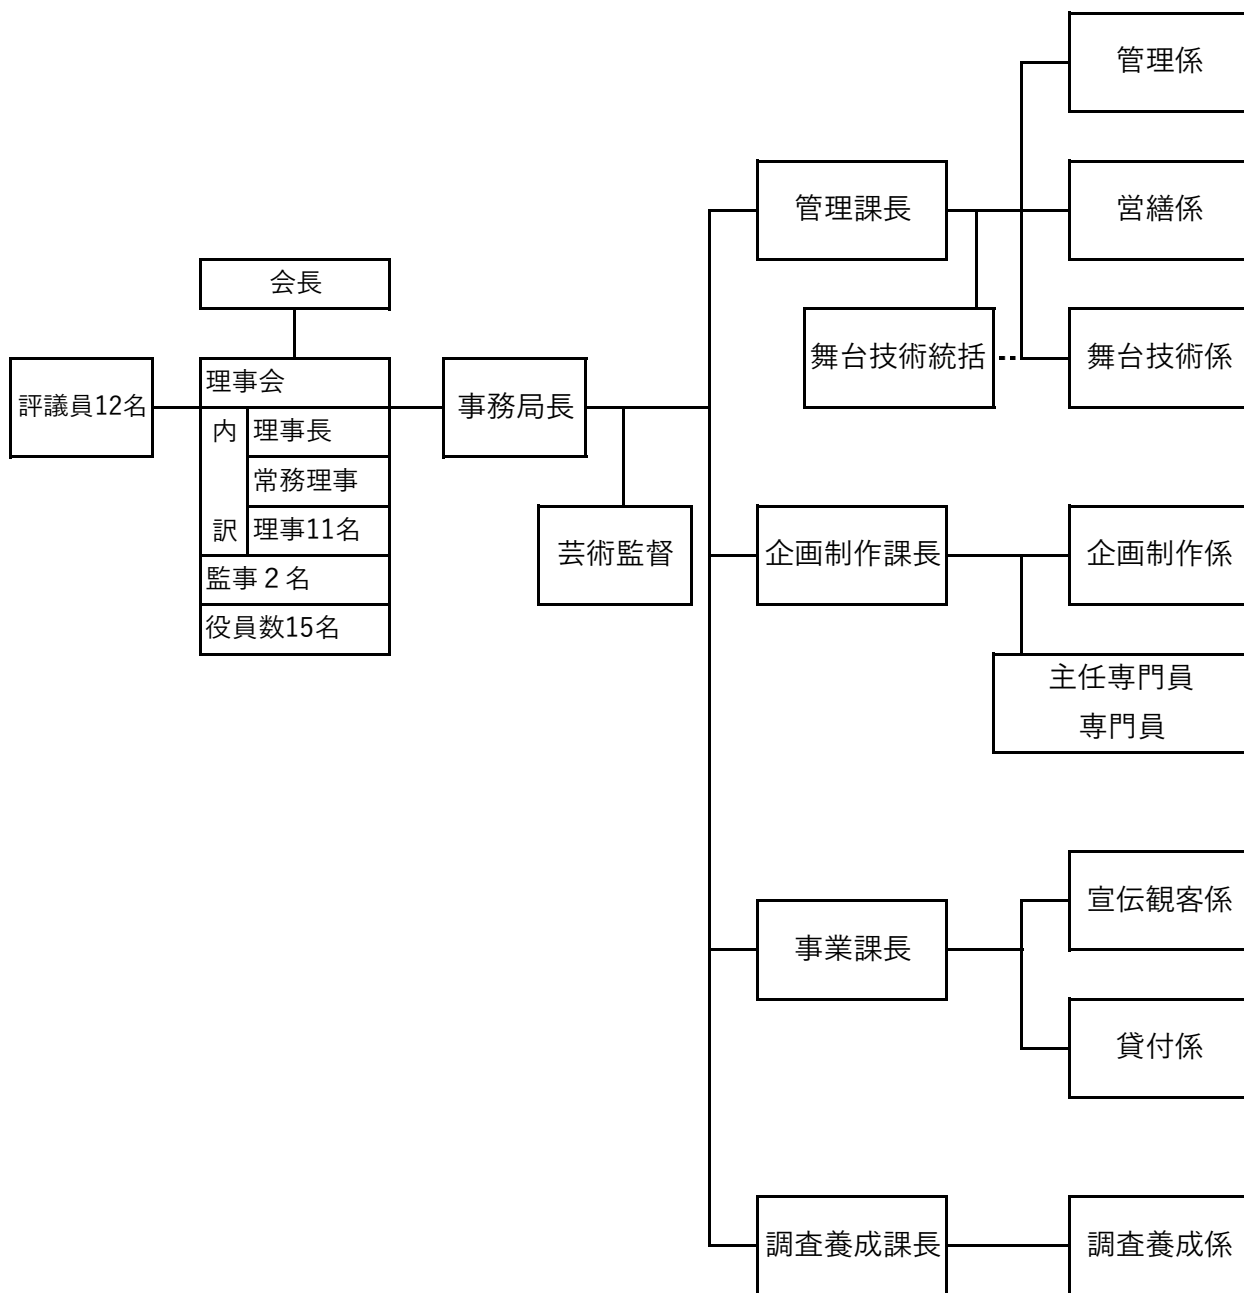 評議員12名
会長
理事会
内訳
理事長
常務理事
理事11名
監事２名
役員数15名
事務局長
芸術監督
管理課長
管理係
営繕係
舞台技術統括
舞台技術係
企画制作課長
企画制作係
主任専門員
専門員
事業課長
宣伝観客係
貸付係
調査養成課長
調査養成係